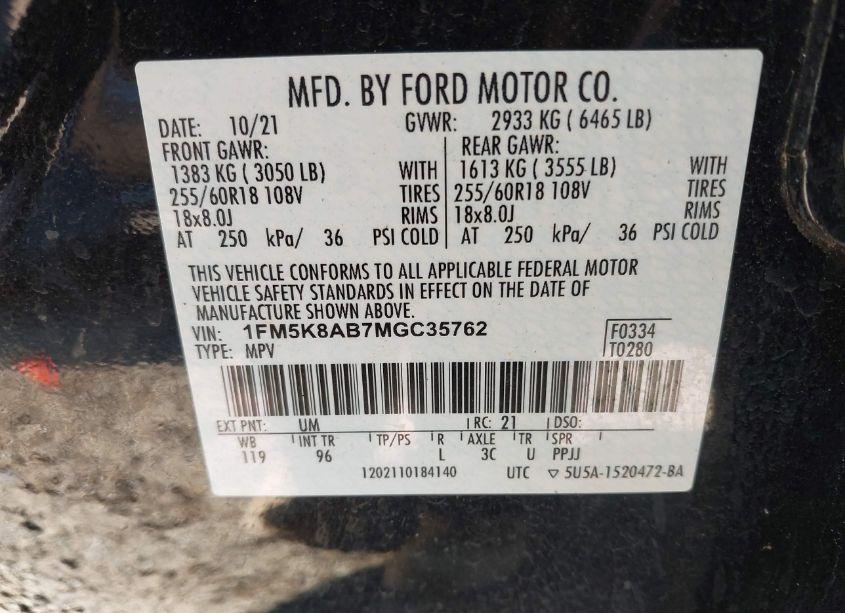 MFD. BY FORD MOTOR CO.
DATE: 10/21 GVWR: 2933 KG ( 6465 LB)
FRONT GAWR: REAR GAWR:
1383 KG ( 3050 LB) WITH 1613 KG ( 3555 LB) WITH
255/60R18 108V TIRES 255/60R18 108V TIRES
18x8.0J RIMS 18x8.0J RIMS
AT 250 kPa/ 36 PSI COLD AT 250 kPa/ 36 PSI COLD
THIS VEHICLE CONFORMS TO ALL APPLICABLE FEDERAL MOTOR
VEHICLE SAFETY STANDARDS IN EFFECT ON THE DATE OF
MANUFACTURE SHOWN ABOVE.
VIN: 1FM5K8AB7MGC35762 F0334
TYPE: MPV T0280
EXT PNT: UM RC: 21 DSO:
WB INT TR TP/PS R AXLE TR SPR
119 96 L 3C U PPJJ
1202110184140 UTC ▽ 5U5A-1520472-BA